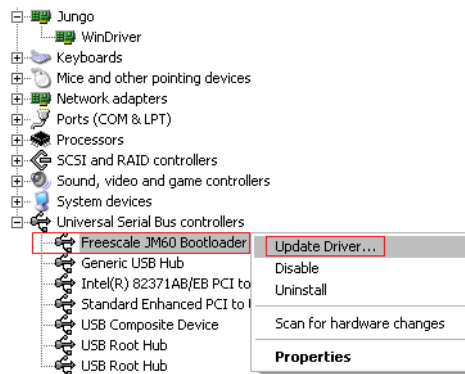 Jungo
WinDriver
Keyboards
Mice and other pointing devices
Network adapters
Ports (COM & LPT)
Processors
SCSI and RAID controllers
Sound, video and game controllers
System devices
Universal Serial Bus controllers
Freescale JM60 Bootloader
Generic USB Hub
Intel(R) 82371AB/EB PCI to
Standard Enhanced PCI to
USB Composite Device
USB Root Hub
USB Root Hub
Update Driver...
Disable
Uninstall
Scan for hardware changes
Properties